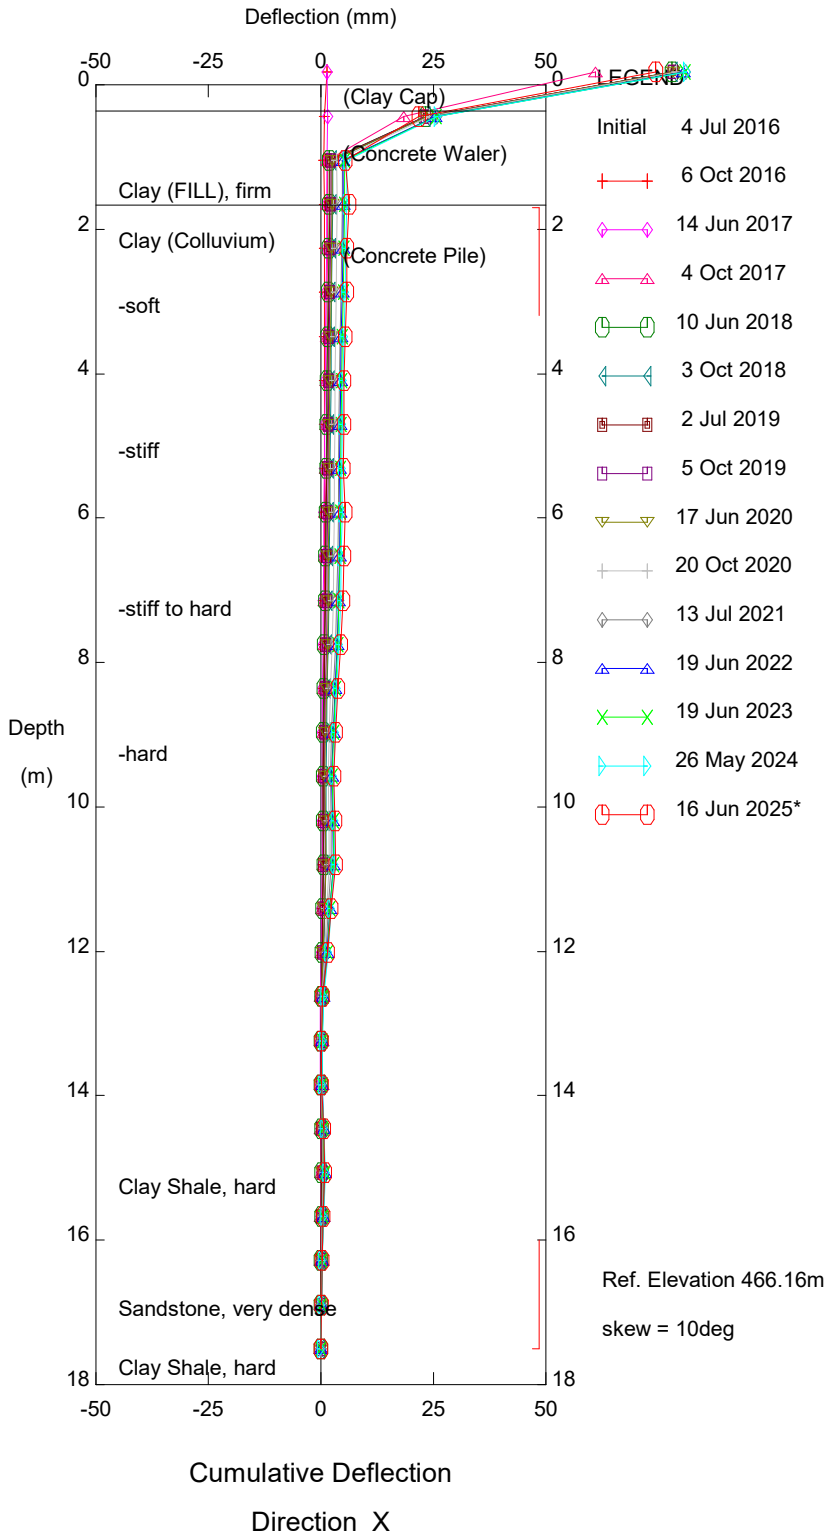 Deflection (mm)
-50 -25 0 25 50
0 0
LEGEND
(Clay Cap)
Initial 4 Jul 2016
(Concrete Waler)
6 Oct 2016
Clay (FILL), firm
14 Jun 2017
2 2
Clay (Colluvium)
(Concrete Pile)
4 Oct 2017
-soft
10 Jun 2018
4 4
3 Oct 2018
2 Jul 2019
-stiff
5 Oct 2019
6 6
17 Jun 2020
20 Oct 2020
-stiff to hard
13 Jul 2021
8 8
19 Jun 2022
Depth
(m)
19 Jun 2023
-hard
26 May 2024
10 10
16 Jun 2025*
12 12
14 14
Clay Shale, hard
16 16
Ref. Elevation 466.16m
Sandstone, very dense
skew = 10deg
Clay Shale, hard
18 18
-50 -25 0 25 50
Cumulative Deflection
Direction X